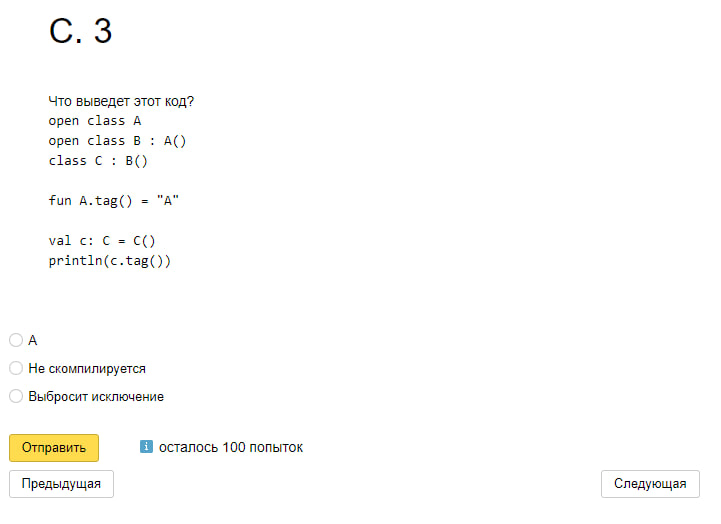 C. 3
Что выведет этот код?
open class A
open class B : A()
class C : B()
fun A.tag() = "A"
val c: C = C()
println(c.tag())
A
Не скомпилируется
Выбросит исключение
Отправить
i осталось 100 попыток
Предыдущая
Следующая